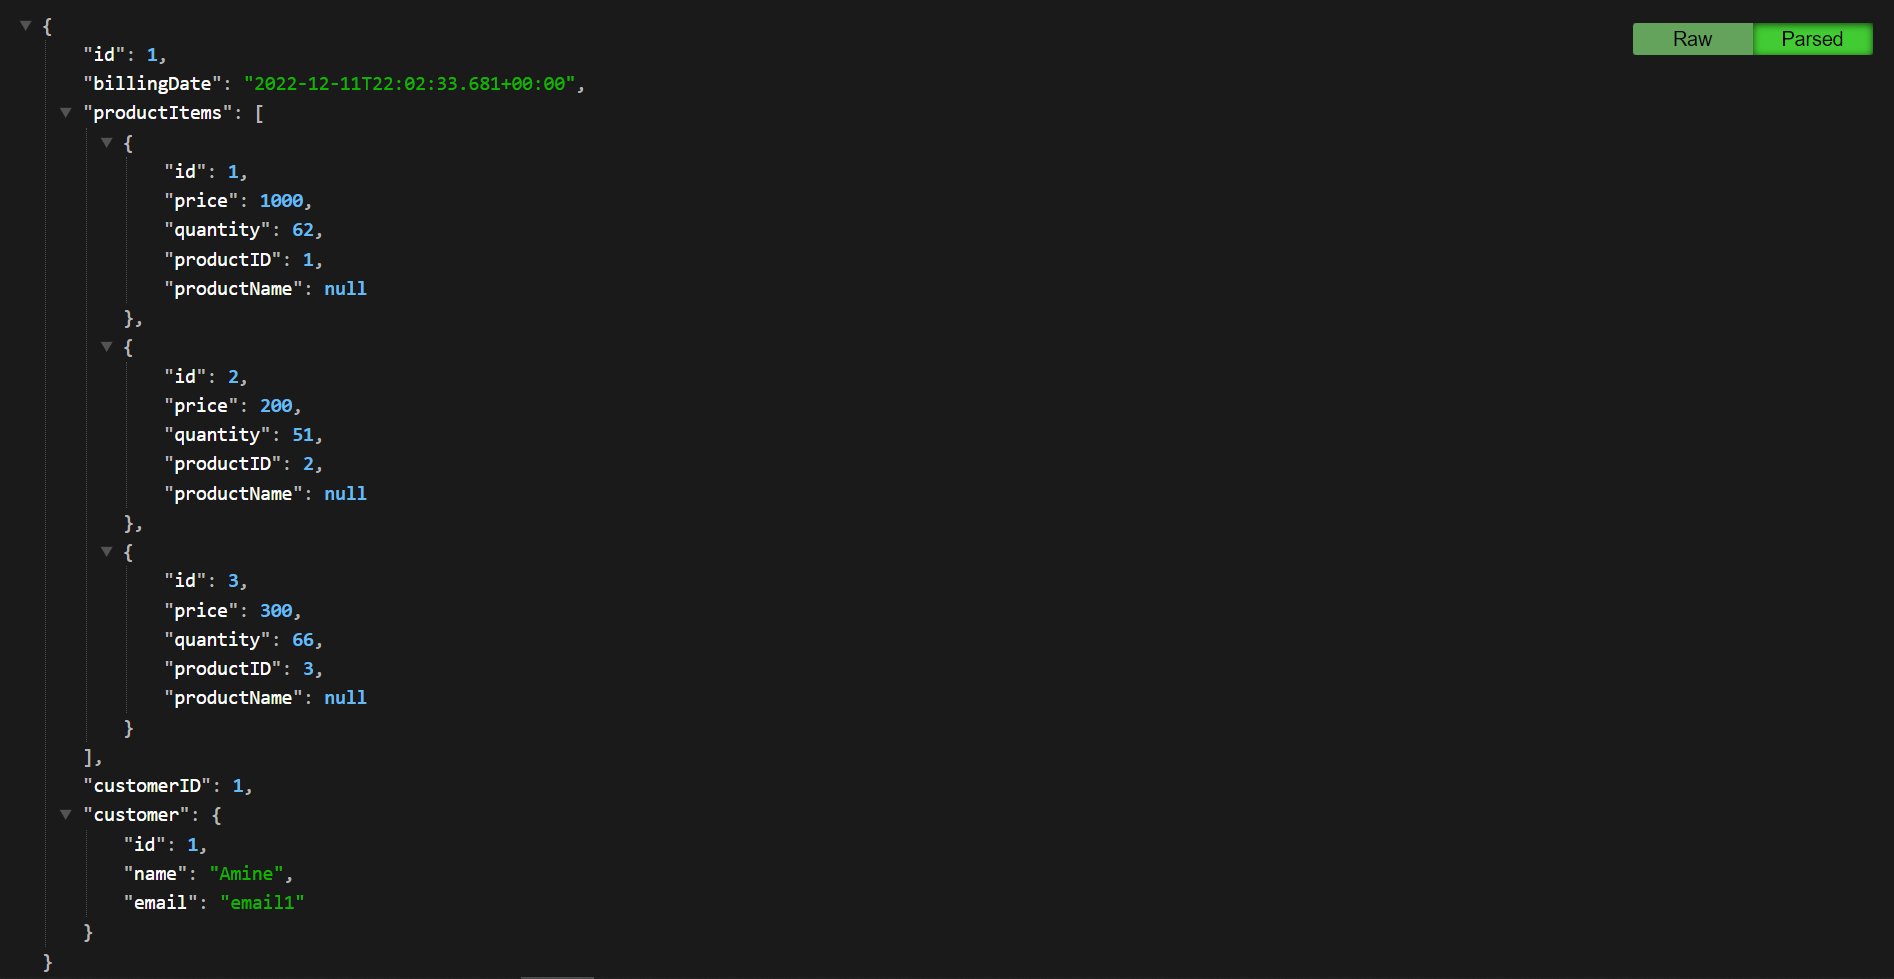 {
Raw Parsed
"id": 1,
"billingDate": "2022-12-11T22:02:33.681+00:00",
"productItems": [
{
"id": 1,
"price": 1000,
"quantity": 62,
"productID": 1,
"productName": null
},
{
"id": 2,
"price": 200,
"quantity": 51,
"productID": 2,
"productName": null
},
{
"id": 3,
"price": 300,
"quantity": 66,
"productID": 3,
"productName": null
}
],
"customerID": 1,
"customer": {
"id": 1,
"name": "Amine",
"email": "email1"
}
}